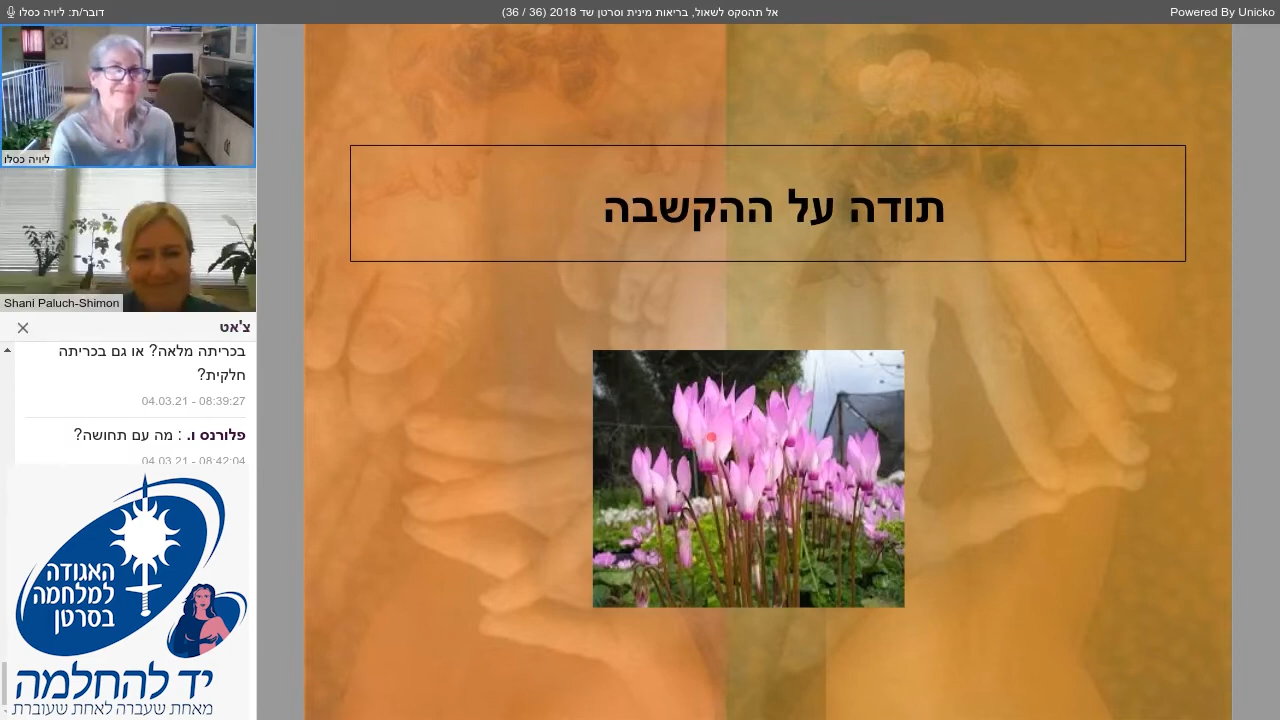 דובר/ת: ליויה כסלו
אל תהסקס לשאול, בריאות מינית וסרטן שד 2018 (36 / 36)
Powered By Unicko
ליויה כסלו
Shani Paluch-Shimon
צ'אט
בכריתה מלאה? או גם בכריתה
חלקית?
04.03.21 - 08:39:27
פלורנס ו. : מה עם תחושה?
04.03.21 - 08:42:04
האגודה
למלחמה
בסרטן
יד להחלמה
מאחת שעברה לאחת שעוברת
תודה על ההקשבה